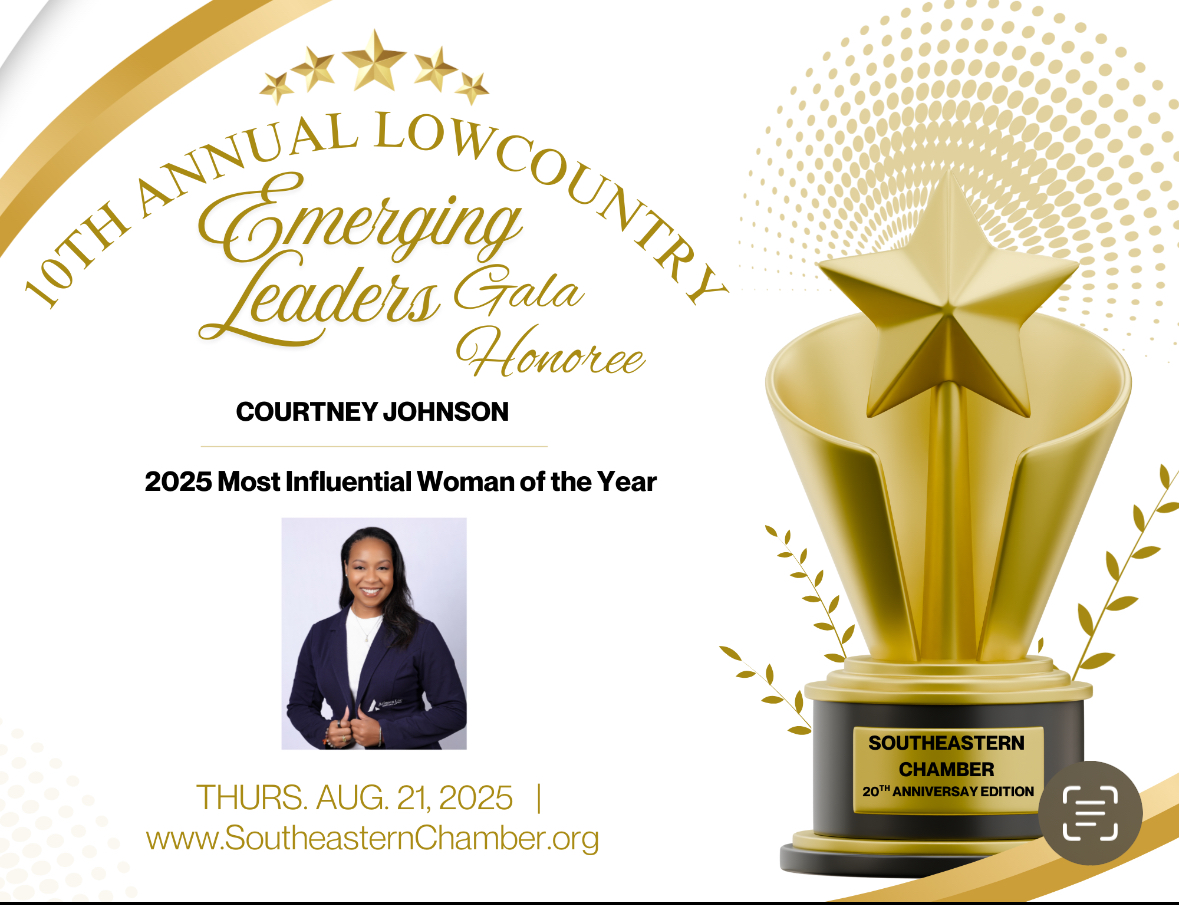 10TH ANNUAL LOWCOUNTRY
Emerging
Leaders Gala
Honoree
COURTNEY JOHNSON
2025 Most Influential Woman of the Year
THURS. AUG. 21, 2025 |
www.SoutheasternChamber.org
SOUTHEASTERN
CHAMBER
20TH ANNIVERSAY EDITION